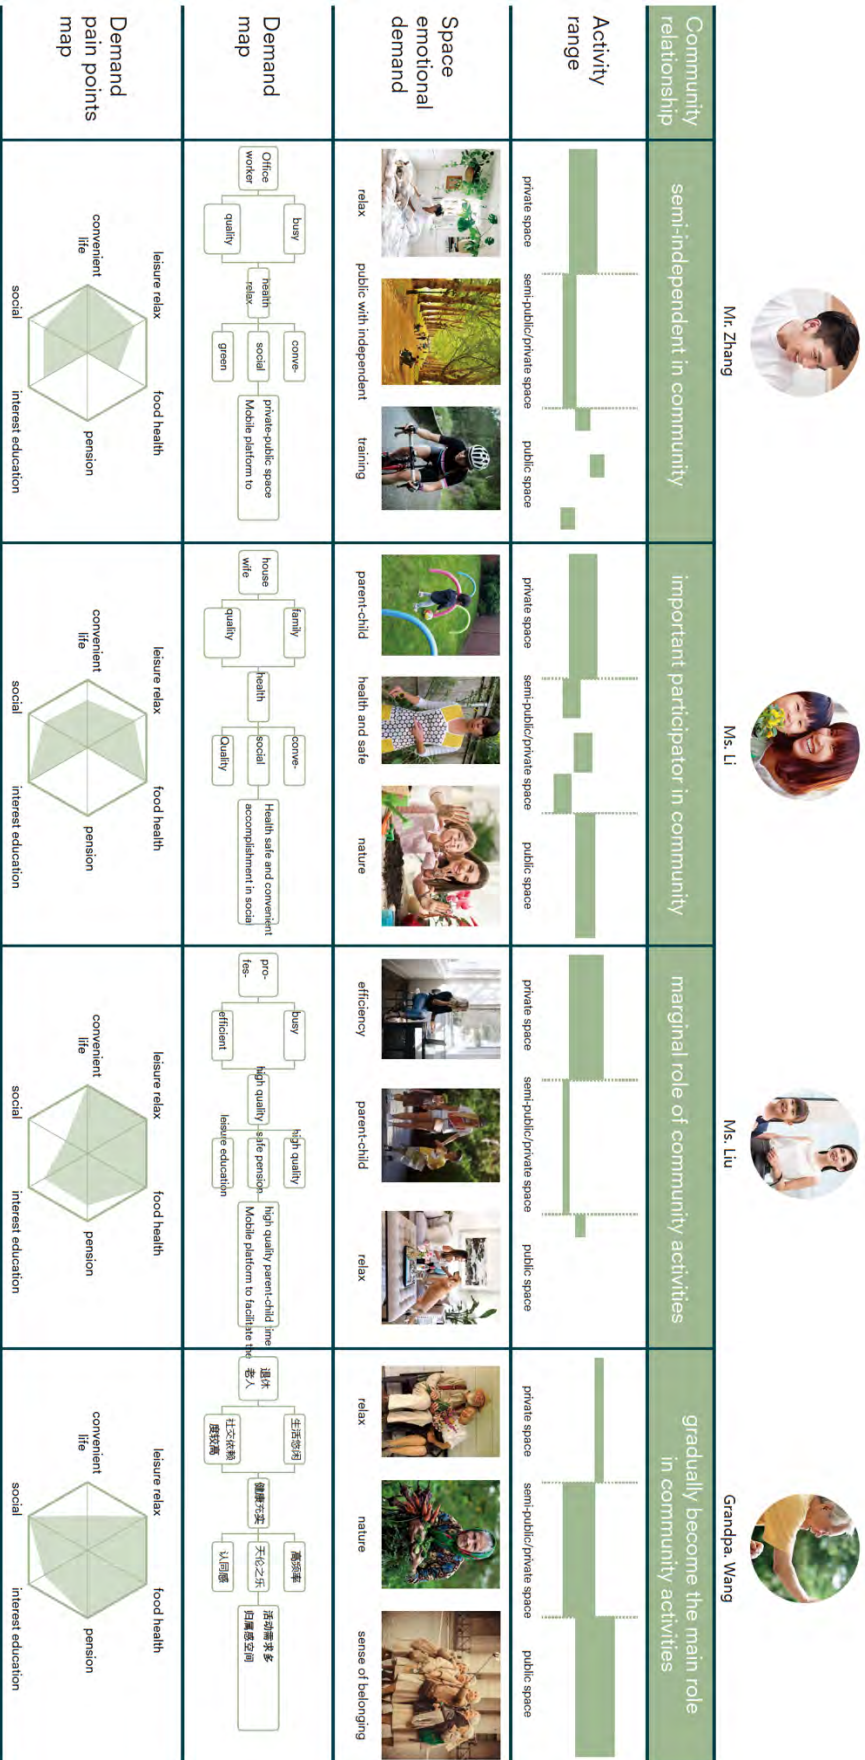 Mr. Zhang
Ms. Li
Ms. Liu
Grandpa. Wang
Community
relationship
semi-independent in community
important participator in community
marginal role of community activities
gradually become the main role
in community activities
Activity
range
private space
semi-public/private space
public space
private space
semi-public/private space
public space
private space
semi-public/private space
public space
private space
semi-public/private space
public space
Space
emotional
demand
relax
public with independent
training
parent-child
health and safe
nature
efficiency
parent-child
relax
relax
nature
sense of belonging
Demand
map
Office
worker
busy
quality
health
relax
conve-
social
green
private-public space
Mobile platform to
house
wife
family
quality
health
conve-
social
Quality
Health safe and convenient
accomplishment in social
pro-
fes-
busy
efficient
high quality
high quality
safe pension
leisure education
high quality parent-child time
Mobile platform to facilitate the
退休
老人
生活悠闲
社交依赖
度较高
健康充实
高频率
天伦之乐
认同感
活动需求多
归属感空间
Demand
pain points
map
leisure relax
food health
convenient
life
pension
social
interest education
leisure relax
food health
convenient
life
pension
social
interest education
leisure relax
food health
convenient
life
pension
social
interest education
leisure relax
food health
convenient
life
pension
social
interest education